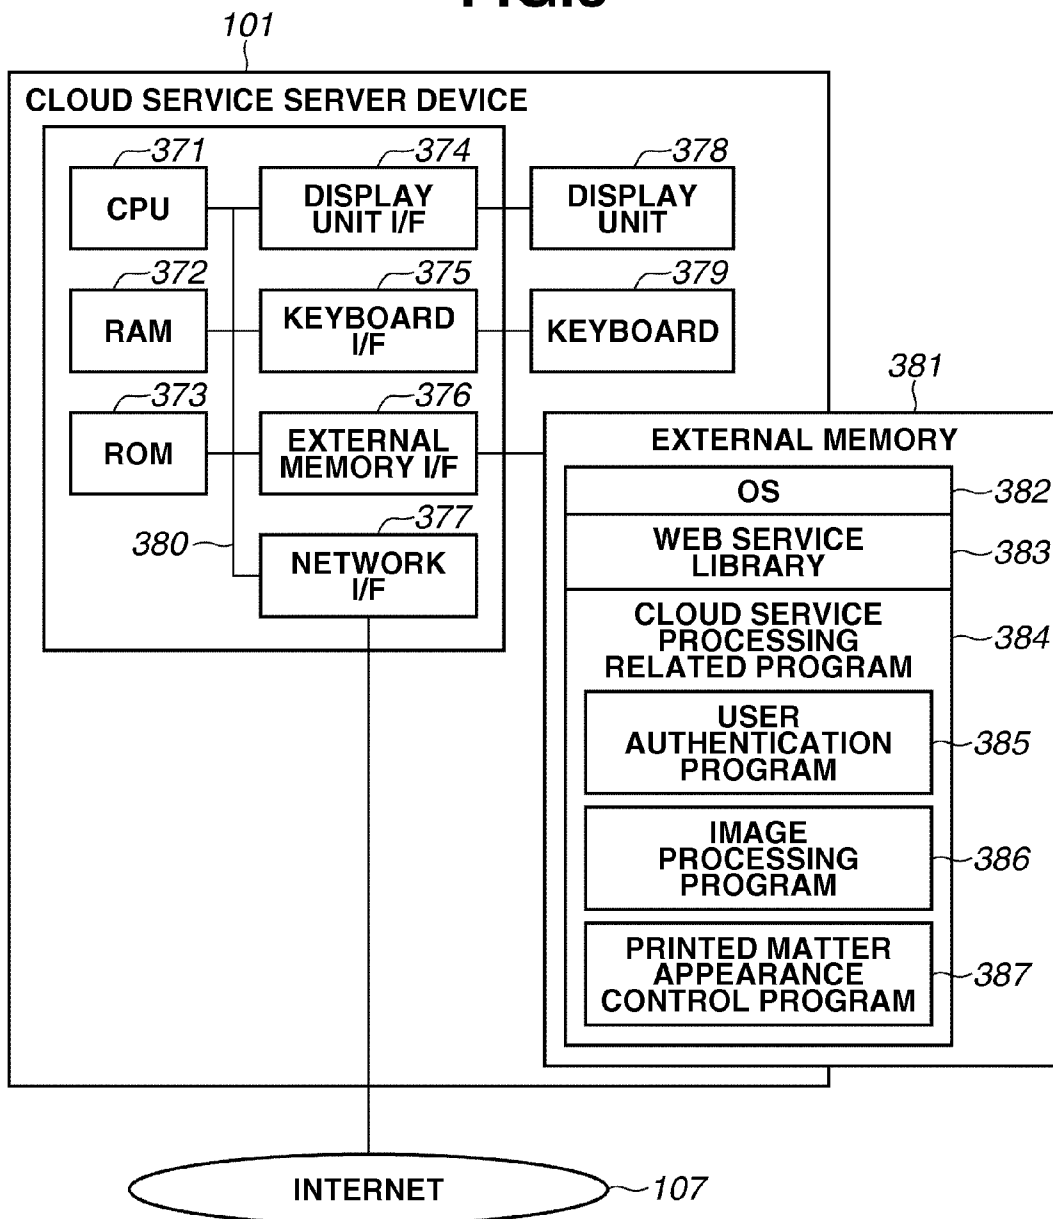 101
CLOUD SERVICE SERVER DEVICE
371
374
378
CPU
DISPLAY
UNIT I/F
DISPLAY
UNIT
372
375
379
RAM
KEYBOARD
I/F
KEYBOARD
373
376
381
ROM
EXTERNAL
MEMORY I/F
EXTERNAL MEMORY
OS
382
377
380
NETWORK
I/F
WEB SERVICE
LIBRARY
383
CLOUD SERVICE
PROCESSING
RELATED PROGRAM
384
USER
AUTHENTICATION
PROGRAM
385
IMAGE
PROCESSING
PROGRAM
386
PRINTED MATTER
APPEARANCE
CONTROL PROGRAM
387
INTERNET
107